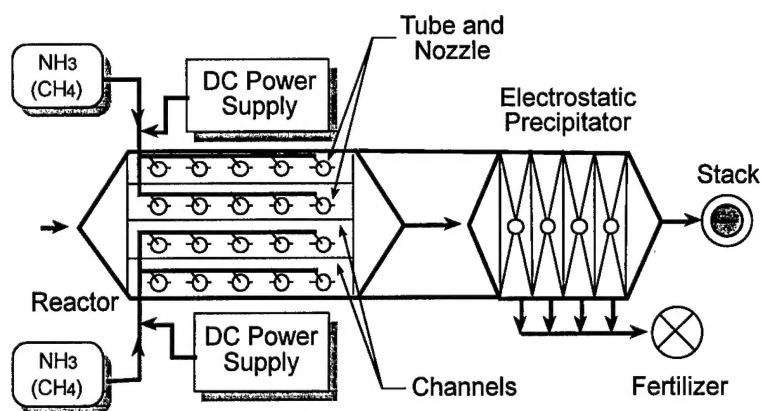 Tube and
Nozzle
NH3
(CH4)
DC Power
Supply
Electrostatic
Precipitator
Stack
Reactor
DC Power
Supply
NH3
(CH4)
Channels
Fertilizer